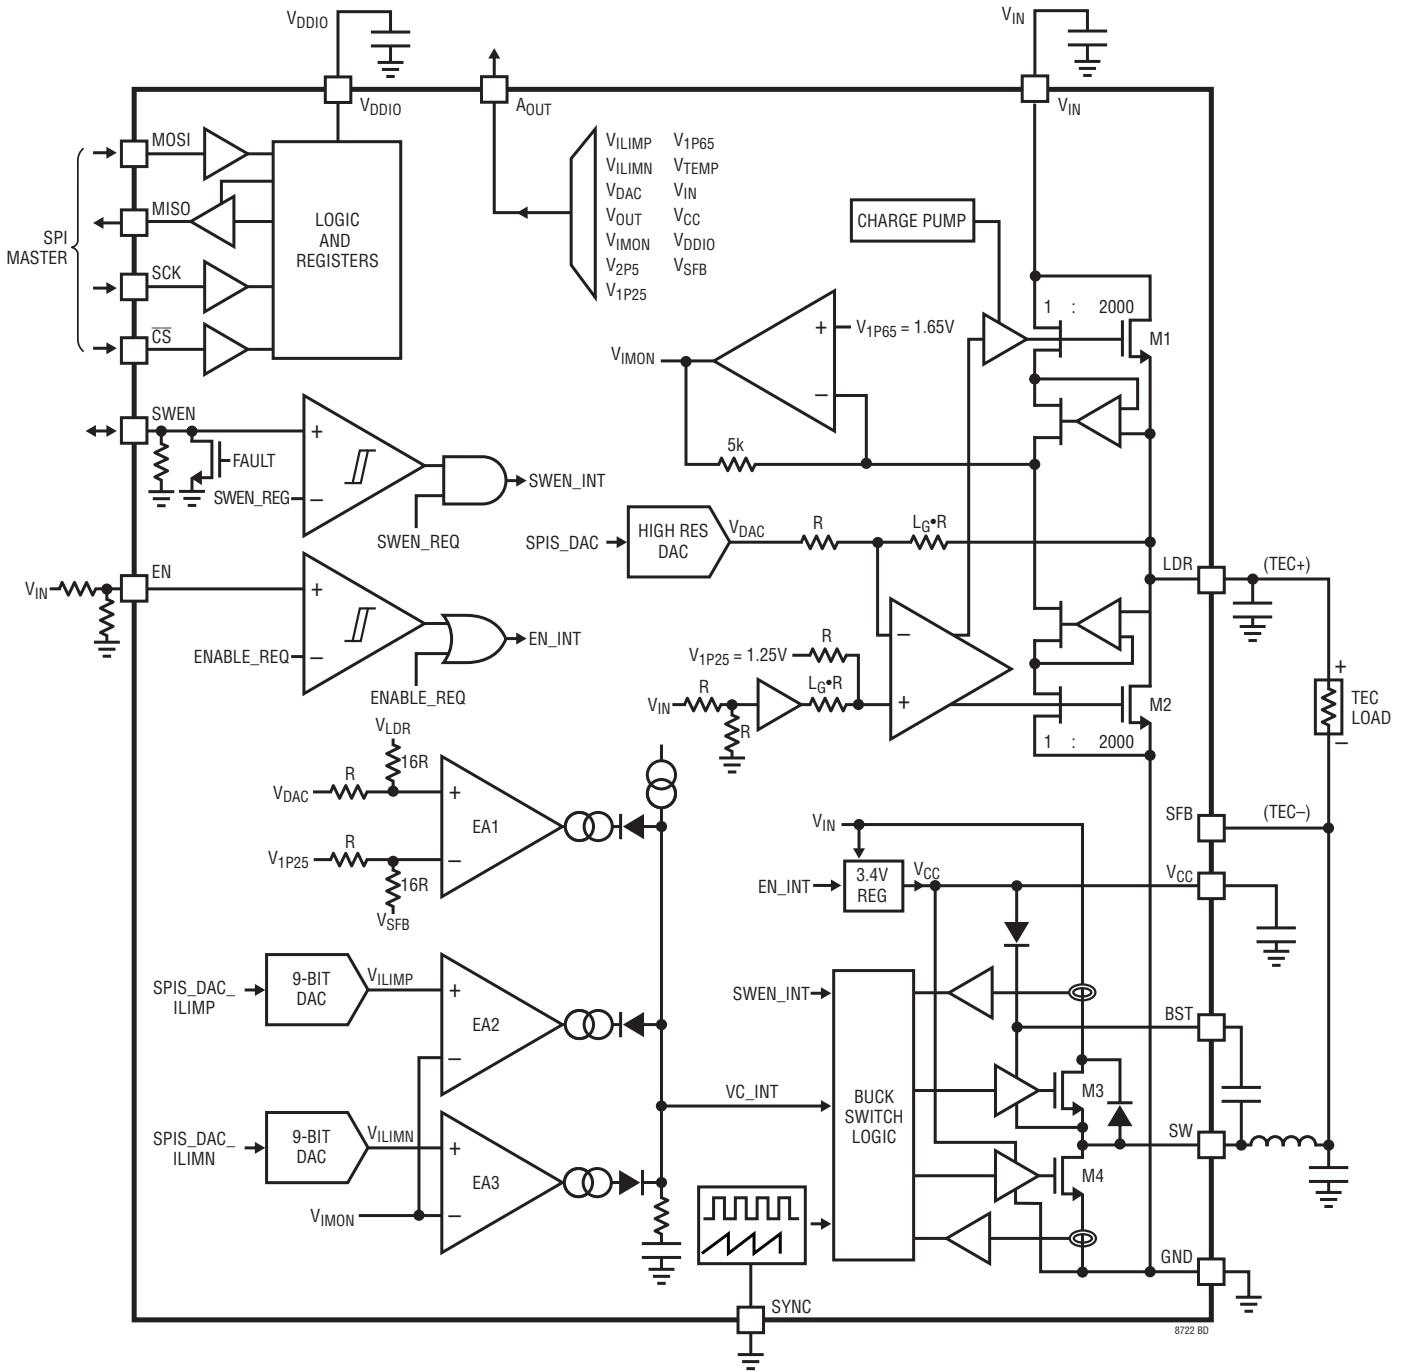 VDDIO
VIN
VDDIO
AOUT
VIN
MOSI
MISO
SCK
CS
SPI
MASTER
LOGIC
AND
REGISTERS
VILIMP
VILIMN
VDAC
VOUT
VIMON
V2P5
V1P25
V1P65
VTEMP
VIN
VCC
VDDIO
VSFB
CHARGE PUMP
1 : 2000
M1
+
V1P65 = 1.65V
–
VIMON
5k
SWEN
FAULT
+
SWEN_REG
–
SWEN_INT
SWEN_REQ
SPIS_DAC
HIGH RES
DAC
VDAC
R
LG•R
LDR
(TEC+)
VIN
EN
+
ENABLE_REQ
–
EN_INT
ENABLE_REQ
–
+
V1P25 = 1.25V
R
VIN
R
LG•R
R
M2
1 : 2000
+
TEC
LOAD
–
VLDR
16R
VDAC
R
+
EA1
V1P25
R
–
16R
VSFB
SFB
(TEC–)
VIN
EN_INT
3.4V
REG
VCC
VCC
SPIS_DAC_
ILIMP
9-BIT
DAC
VILIMP
+
EA2
–
SWEN_INT
BST
VC_INT
BUCK
SWITCH
LOGIC
M3
SW
M4
SPIS_DAC_
ILIMN
9-BIT
DAC
VILIMN
+
EA3
VIMON
–
GND
SYNC
8722 BD